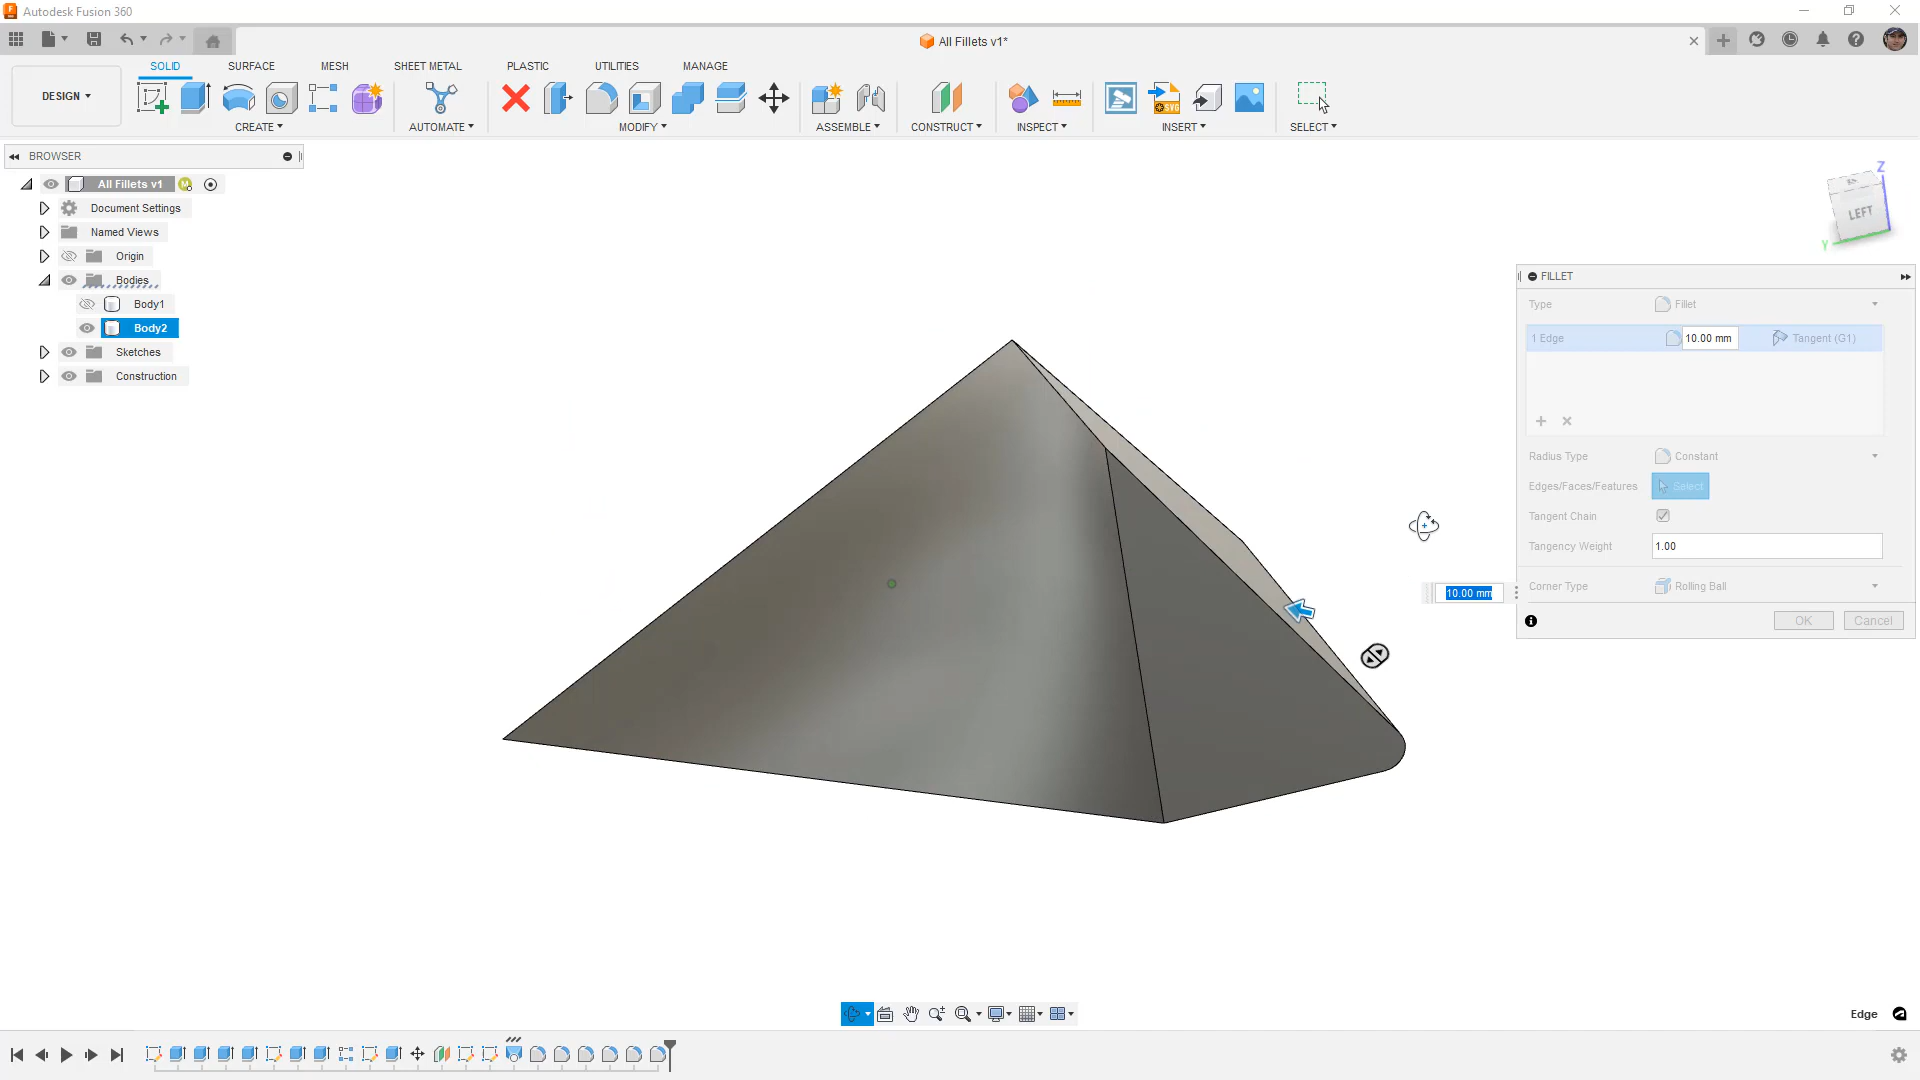 Autodesk Fusion 360
All Fillets v1*
DESIGN
SOLID
SURFACE
MESH
SHEET METAL
PLASTIC
UTILITIES
MANAGE
CREATE
AUTOMATE
MODIFY
ASSEMBLE
CONSTRUCT
INSPECT
INSERT
SELECT
SVG
BROWSER
All Fillets v1
M
Document Settings
Named Views
Origin
Bodies
Body1
Body2
Sketches
Construction
Z
LEFT
Y
FILLET
Type
Fillet
1 Edge
10.00 mm
Tangent (G1)
Radius Type
Constant
Edges/Faces/Features
Select
Tangent Chain
Tangency Weight
1.00
Corner Type
Rolling Ball
OK
Cancel
10.00 mm
Edge